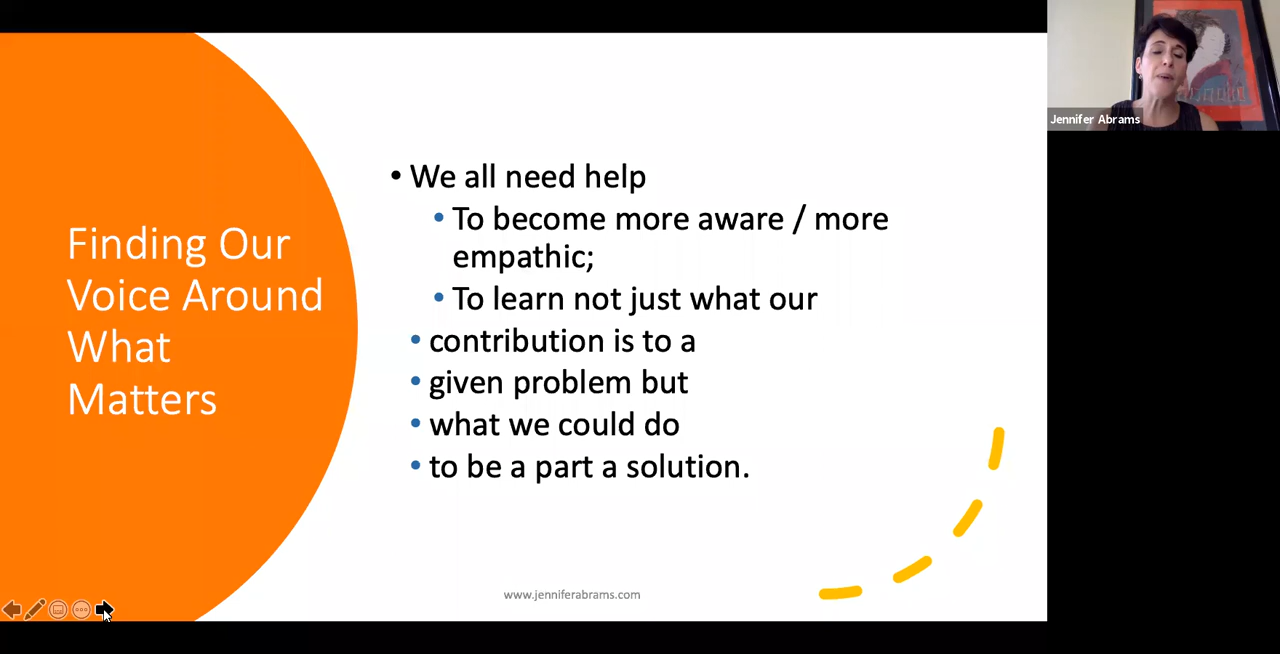 Finding Our
Voice Around
What
Matters
• We all need help
• To become more aware / more
empathic;
• To learn not just what our
• contribution is to a
• given problem but
• what we could do
• to be a part a solution.
www.jenniferabrams.com
Jennifer Abrams